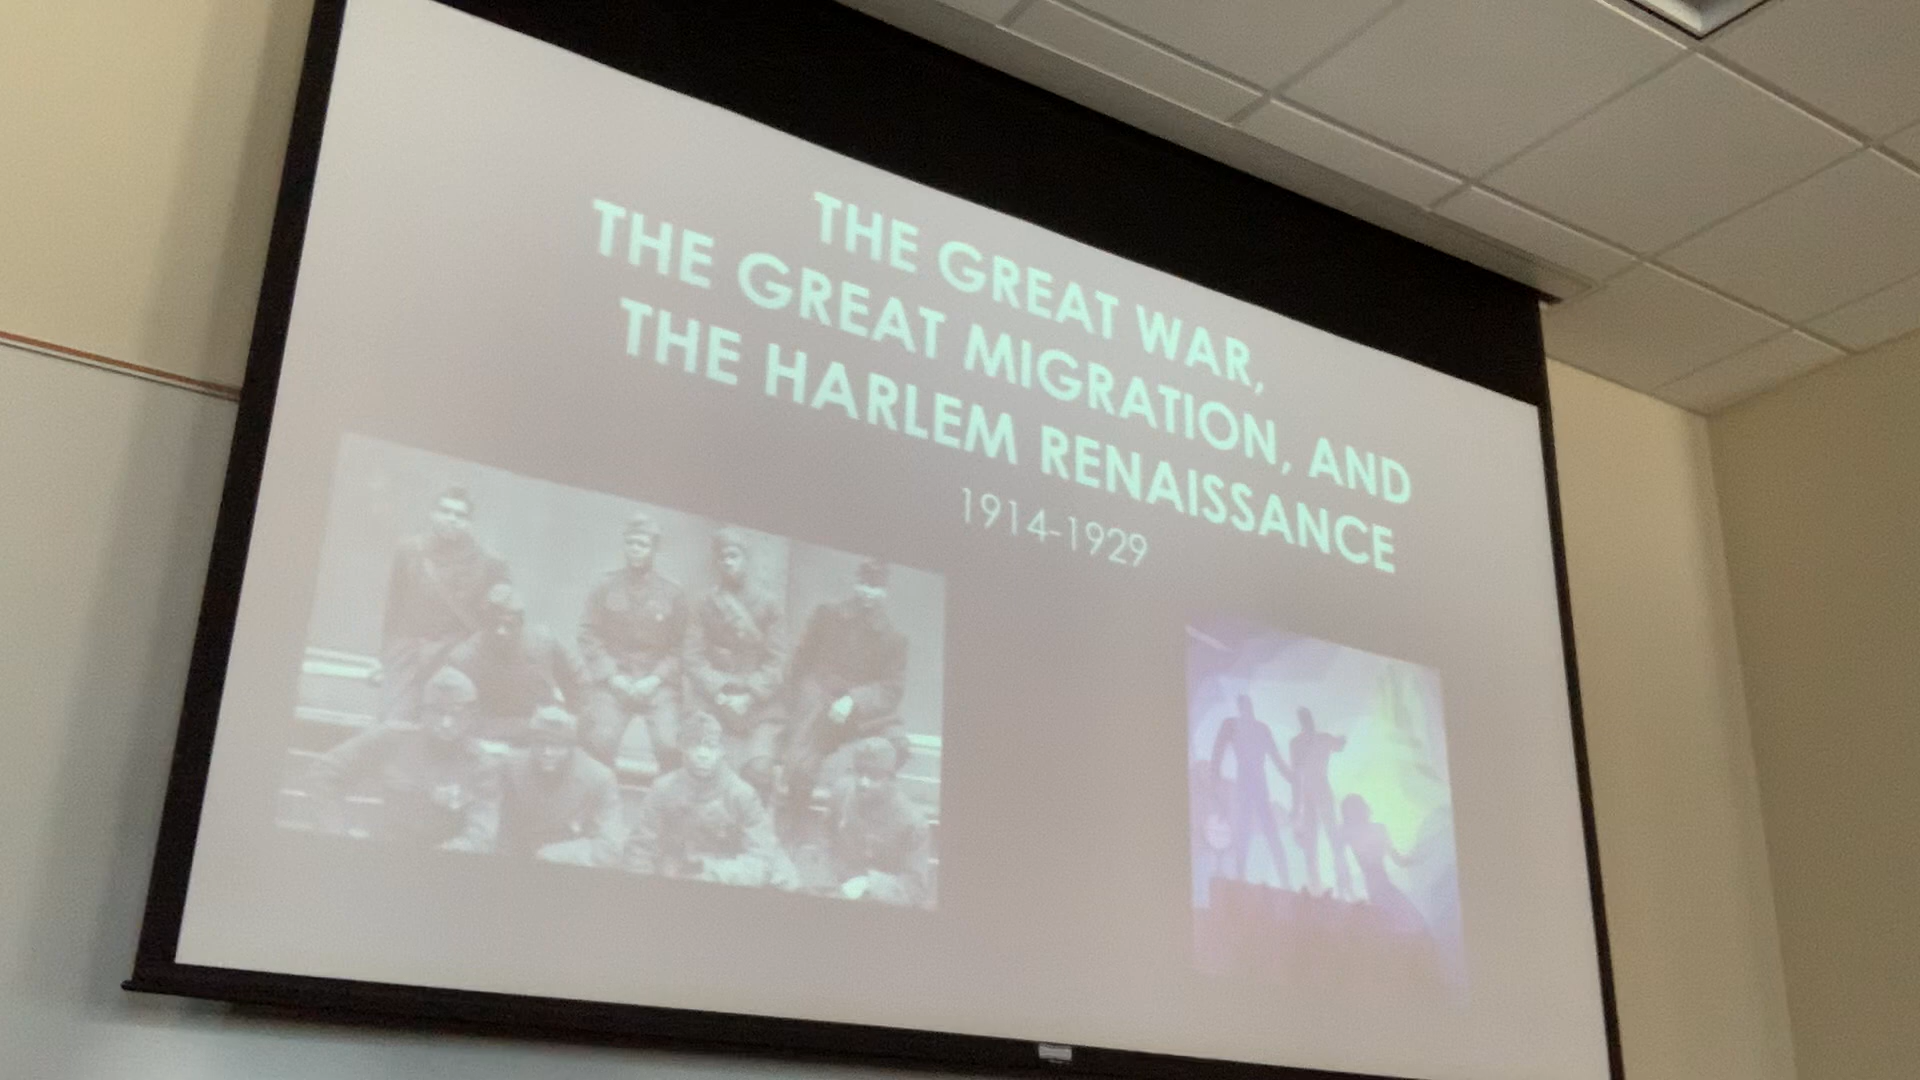 THE GREAT WAR,
THE GREAT MIGRATION, AND
THE HARLEM RENAISSANCE
1914-1929